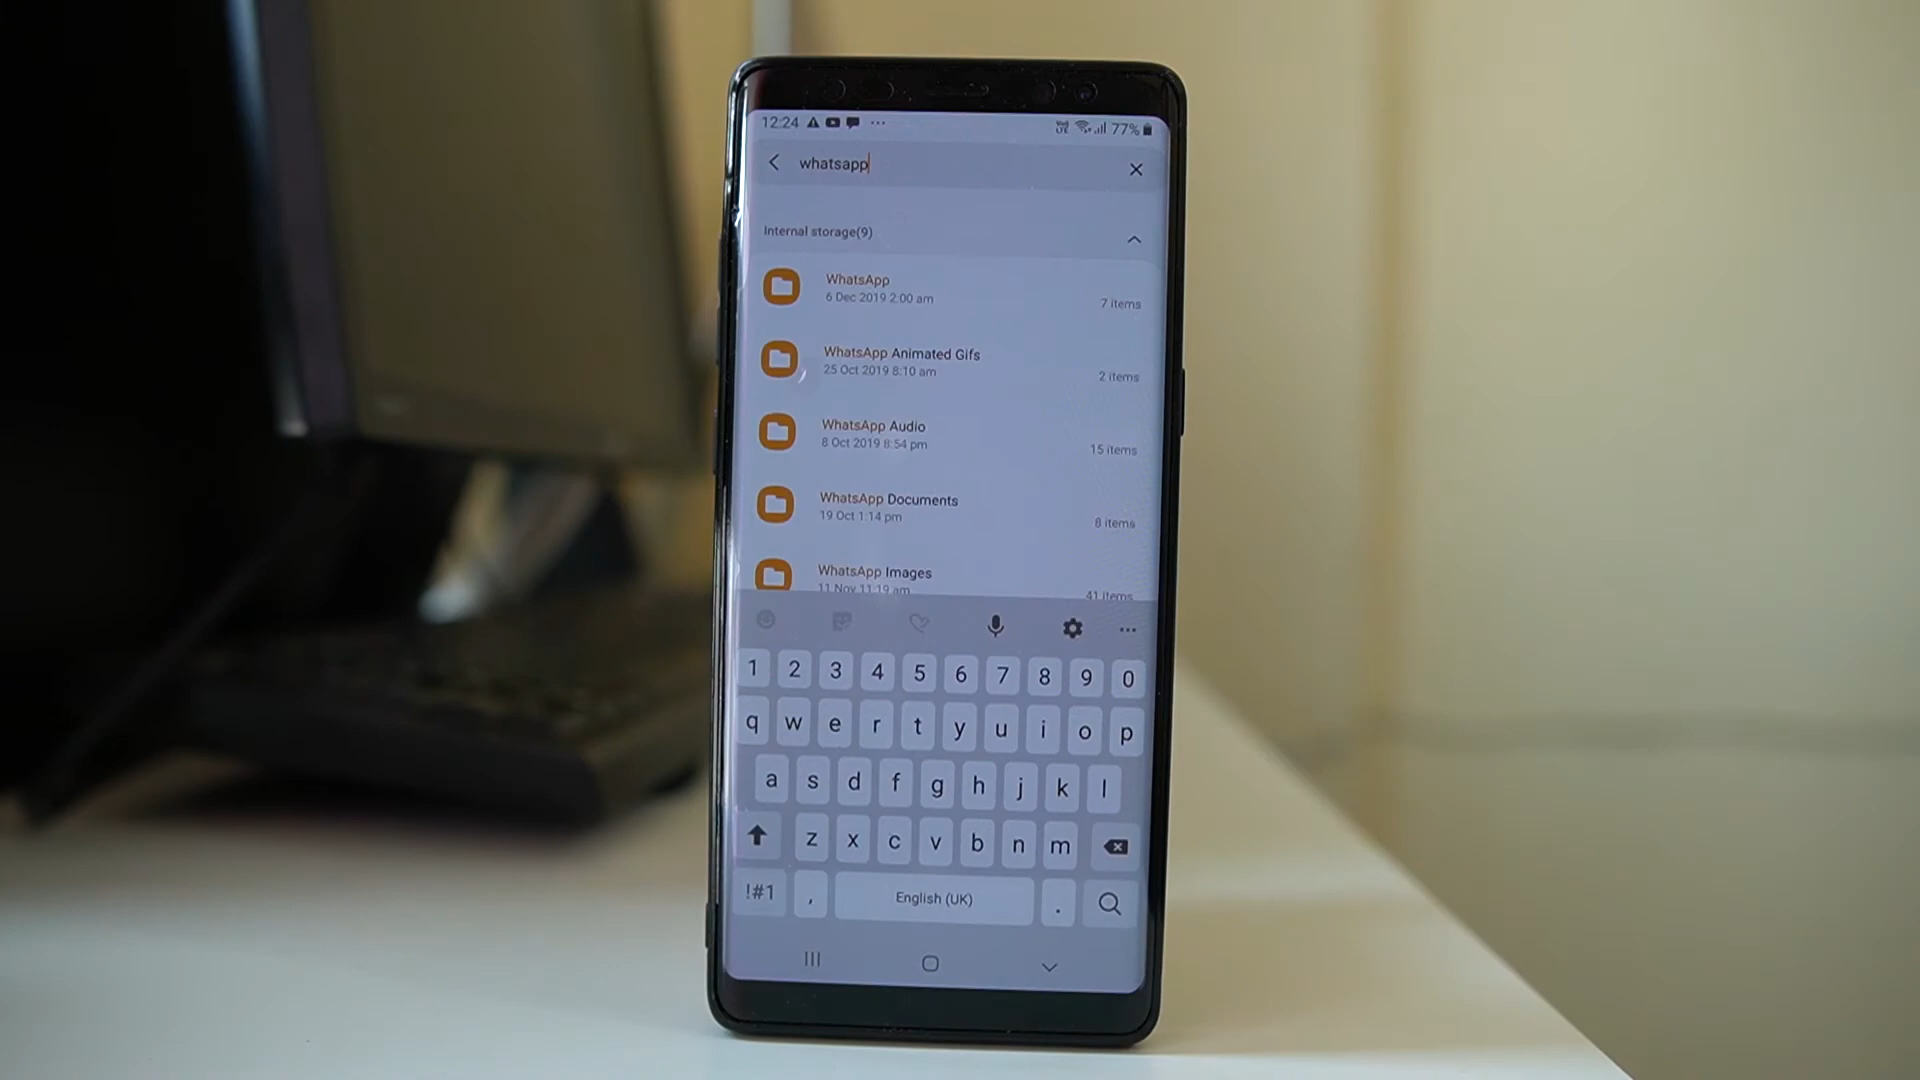 12:24 77%
whatsapp
Internal storage(9)
WhatsApp
6 Dec 2019 2:00 am
7 items
WhatsApp Animated Gifs
25 Oct 2019 8:10 am
2 items
WhatsApp Audio
8 Oct 2019 8:54 pm
15 items
WhatsApp Documents
19 Oct 1:14 pm
8 items
WhatsApp Images
11 Nov 11:19 am
41 items
1 2 3 4 5 6 7 8 9 0
q w e r t y u i o p
a s d f g h j k l
z x c v b n m
!#1 , English (UK) .